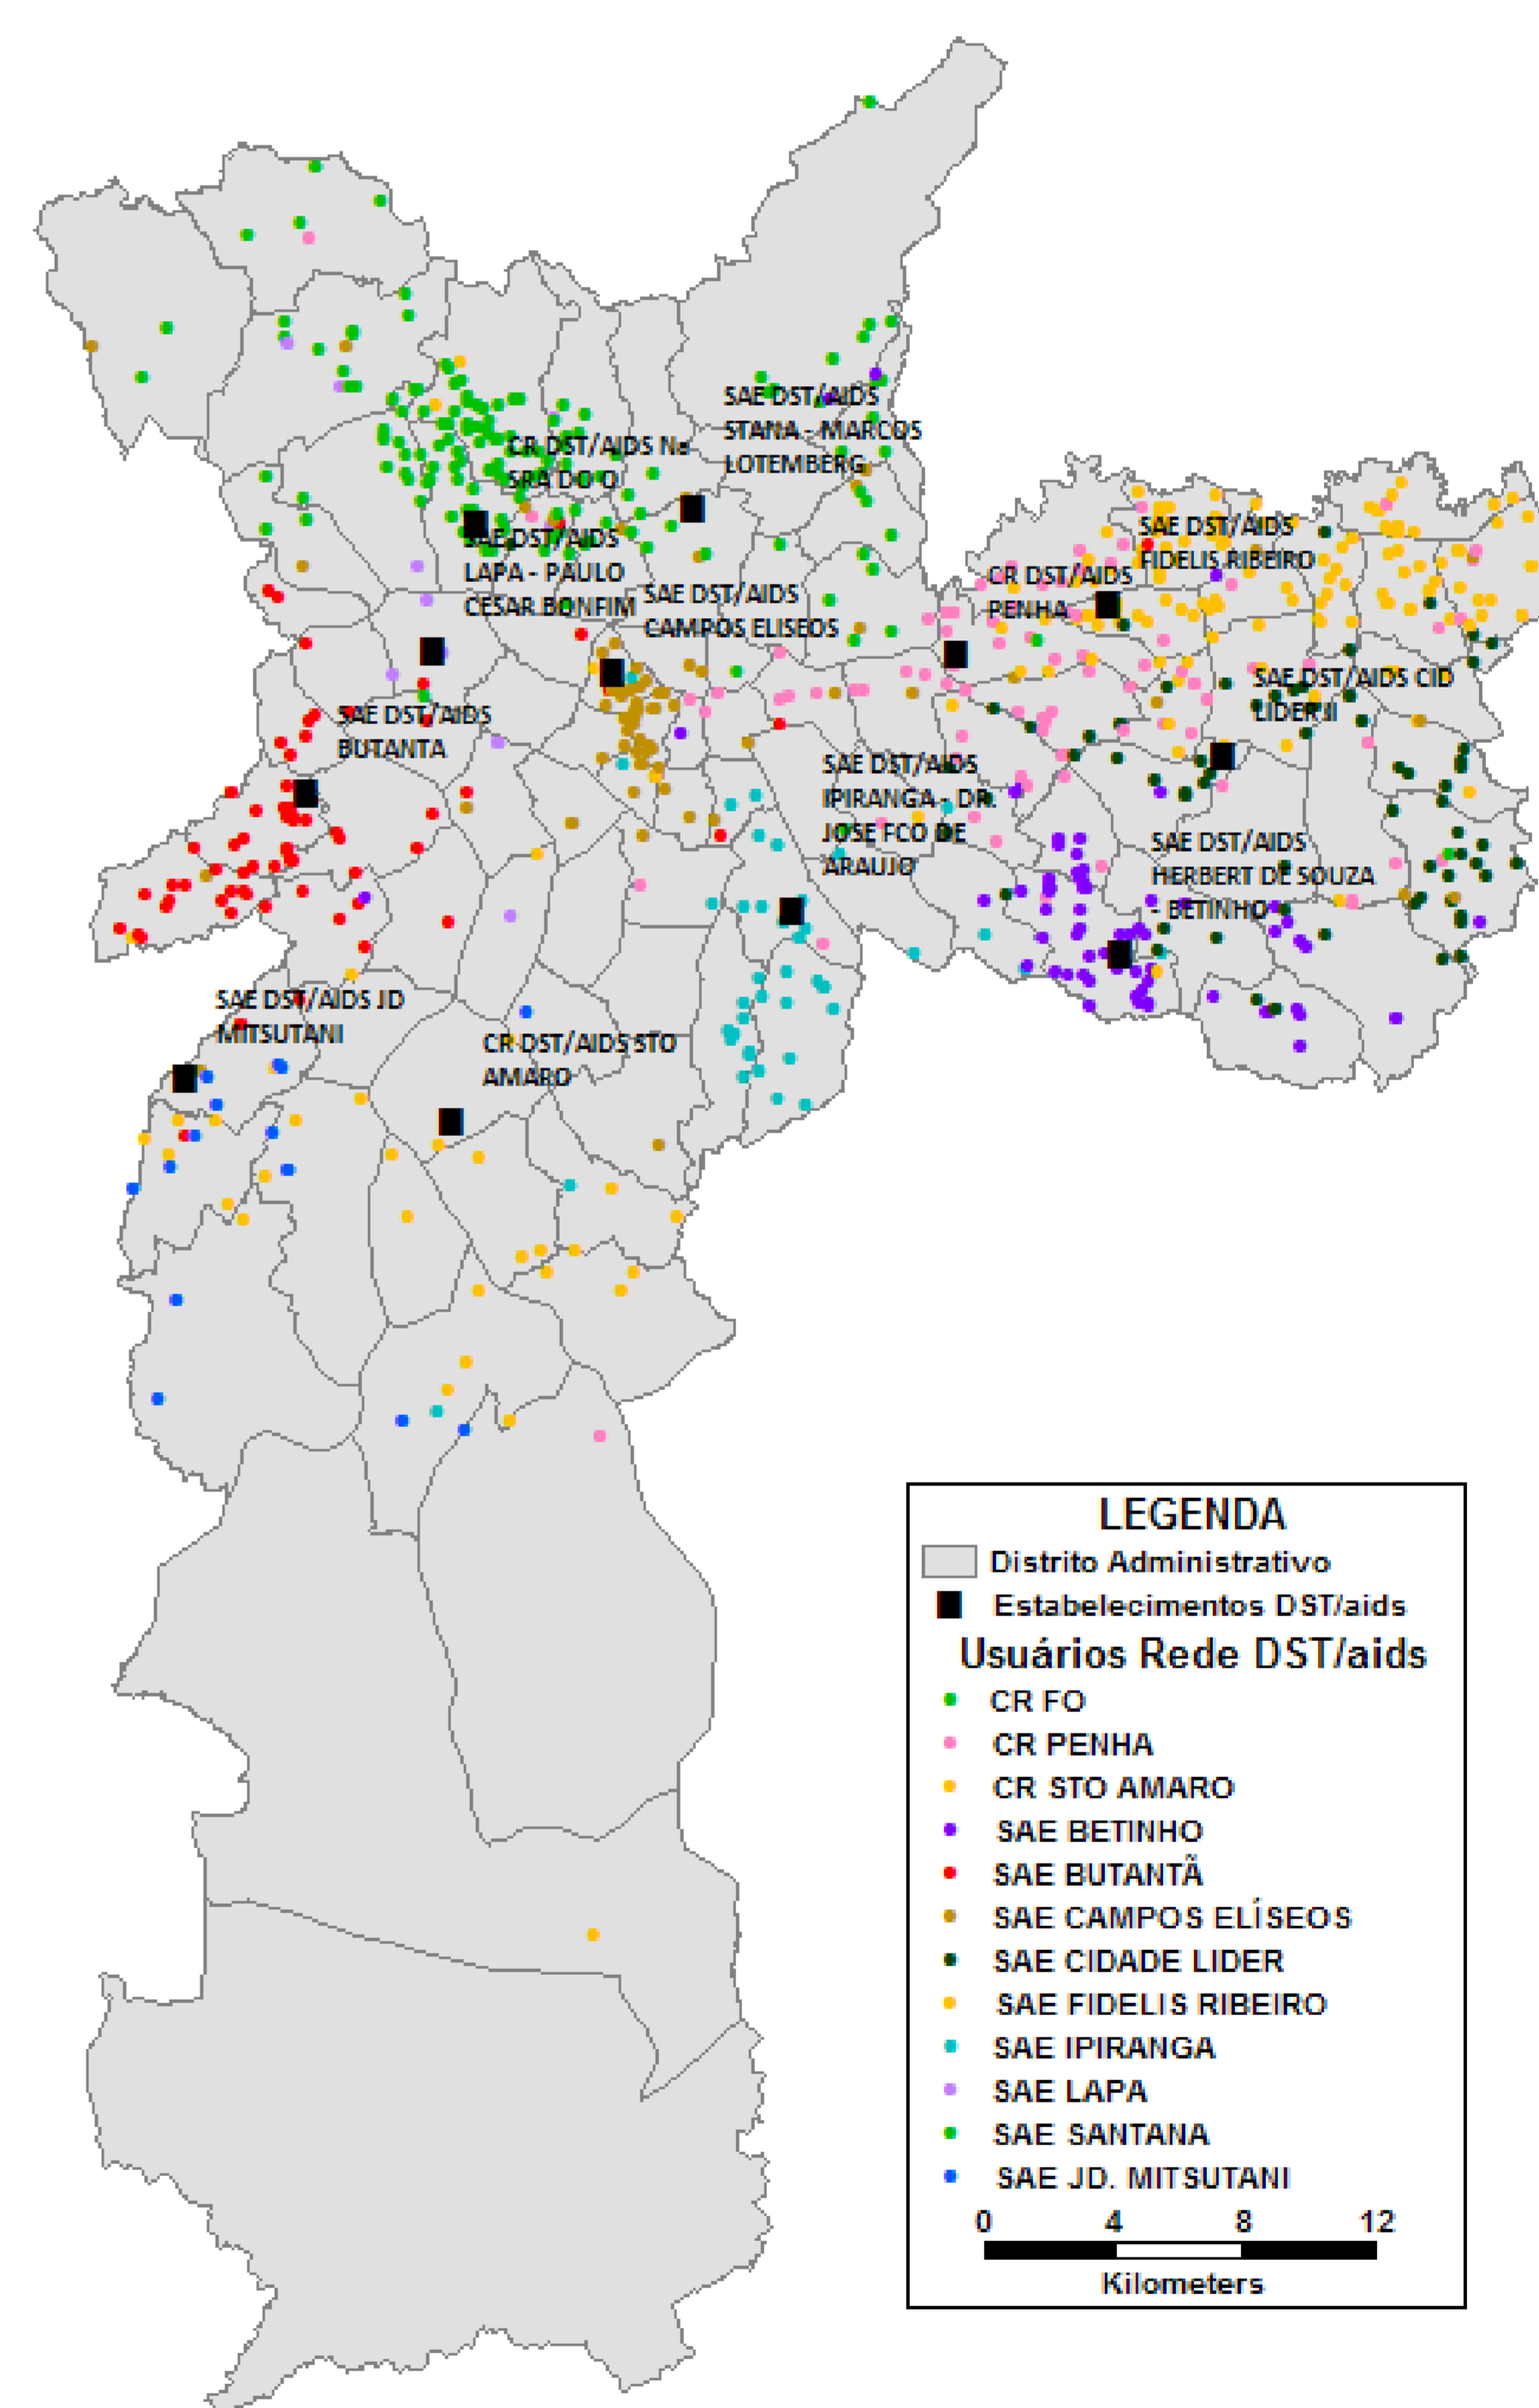 SAE DST/AIDS
STANA - MARCOS
LOTEMBERG
CR DST/AIDS Na
SRA DO O
SAE DST/AIDS
LAPA - PAULO
CESAR BONFIM
SAE DST/AIDS
CAMPOS ELISEOS
SAE DST/AIDS
FIDELIS RIBEIRO
CR DST/AIDS
PENHA
SAE DST/AIDS CID
LIDER II
SAE DST/AIDS
BUTANTA
SAE DST/AIDS
IPIRANGA - DR.
JOSE FCO DE
ARAUJO
SAE DST/AIDS
HERBERT DE SOUZA
- BETINHO
SAE DST/AIDS JD
MITSUTANI
CR DST/AIDS STO
AMARO
LEGENDA
Distrito Administrativo
Estabelecimentos DST/aids
Usuários Rede DST/aids
CR FO
CR PENHA
CR STO AMARO
SAE BETINHO
SAE BUTANTÃ
SAE CAMPOS ELÍSEOS
SAE CIDADE LIDER
SAE FIDELIS RIBEIRO
SAE IPIRANGA
SAE LAPA
SAE SANTANA
SAE JD. MITSUTANI
0 4 8 12
Kilometers